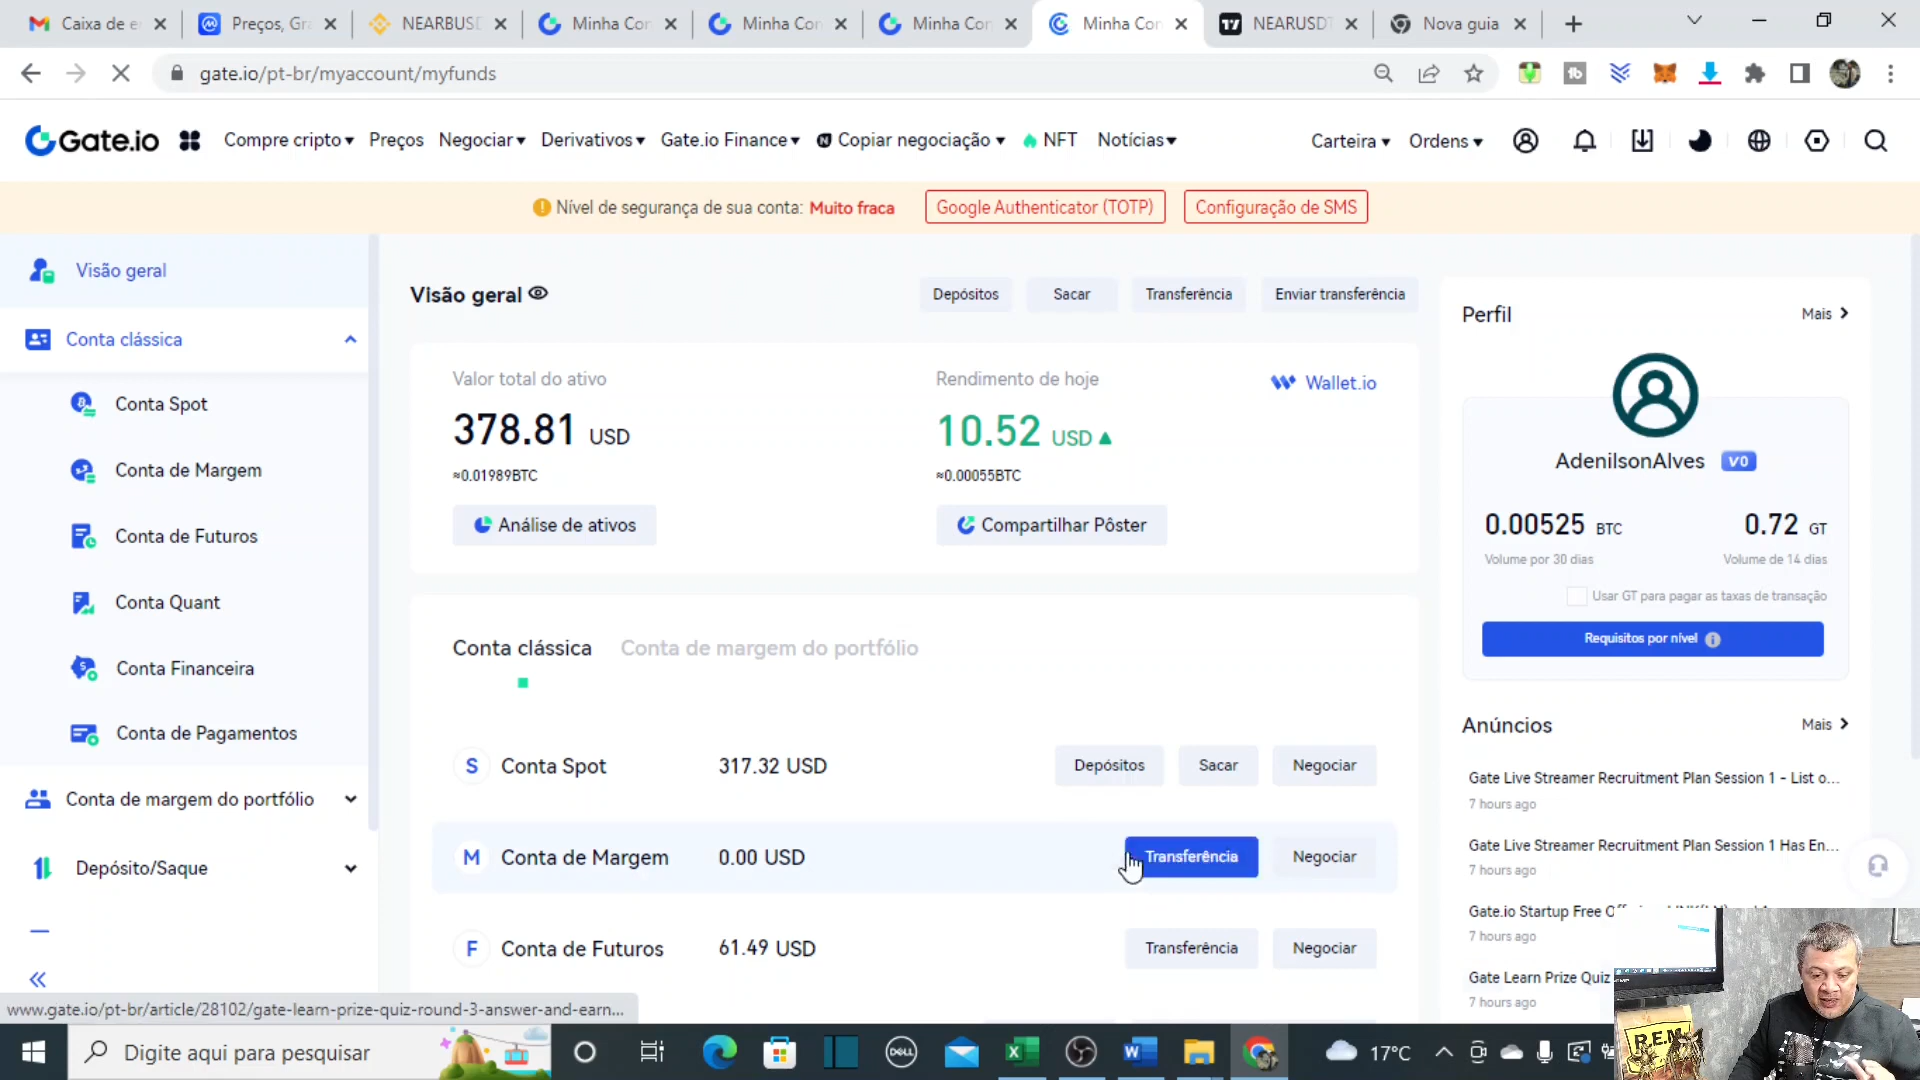 Caixa de e
Preços, Gra
NEARBUSD
Minha Con
Minha Con
Minha Con
Minha Con
NEARUSDT
Nova guia
gate.io/pt-br/myaccount/myfunds
Gate.io
Compre cripto
Preços
Negociar
Derivativos
Gate.io Finance
Copiar negociação
NFT
Notícias
Carteira
Ordens
Nível de segurança de sua conta: Muito fraca
Google Authenticator (TOTP)
Configuração de SMS
Visão geral
Conta clássica
Conta Spot
Conta de Margem
Conta de Futuros
Conta Quant
Conta Financeira
Conta de Pagamentos
Conta de margem do portfólio
Depósito/Saque
Visão geral
Depósitos
Sacar
Transferência
Enviar transferência
Valor total do ativo
378.81 USD
≈0.01989BTC
Análise de ativos
Rendimento de hoje
10.52 USD
≈0.00055BTC
Compartilhar Pôster
Wallet.io
Conta clássica
Conta de margem do portfólio
S Conta Spot 317.32 USD Depósitos Sacar Negociar
M Conta de Margem 0.00 USD Transferência Negociar
F Conta de Futuros 61.49 USD Transferência Negociar
Perfil
Mais
AdenilsonAlves V0
0.00525 BTC
Volume por 30 dias
0.72 GT
Volume de 14 dias
Usar GT para pagar as taxas de transação
Requisitos por nível
Anúncios
Mais
Gate Live Streamer Recruitment Plan Session 1 - List o...
7 hours ago
Gate Live Streamer Recruitment Plan Session 1 Has En...
7 hours ago
Gate.io Startup Free
7 hours ago
Gate Learn Prize Quiz
7 hours ago
www.gate.io/pt-br/article/28102/gate-learn-prize-quiz-round-3-answer-and-earn...
Digite aqui para pesquisar
DELL
17°C
R.E.M